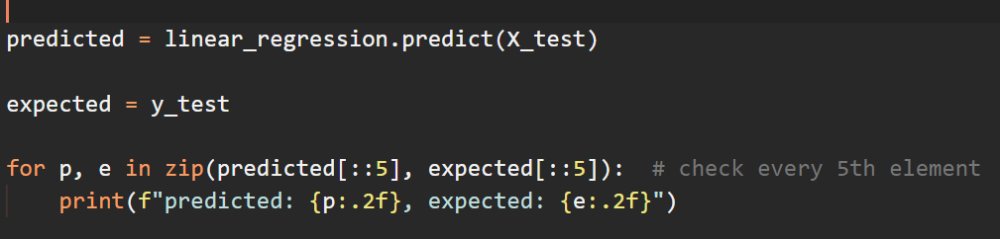 predicted = linear_regression.predict(X_test)
expected = y_test
for p, e in zip(predicted[::5], expected[::5]):  # check every 5th element
    print(f"predicted: {p:.2f}, expected: {e:.2f}")